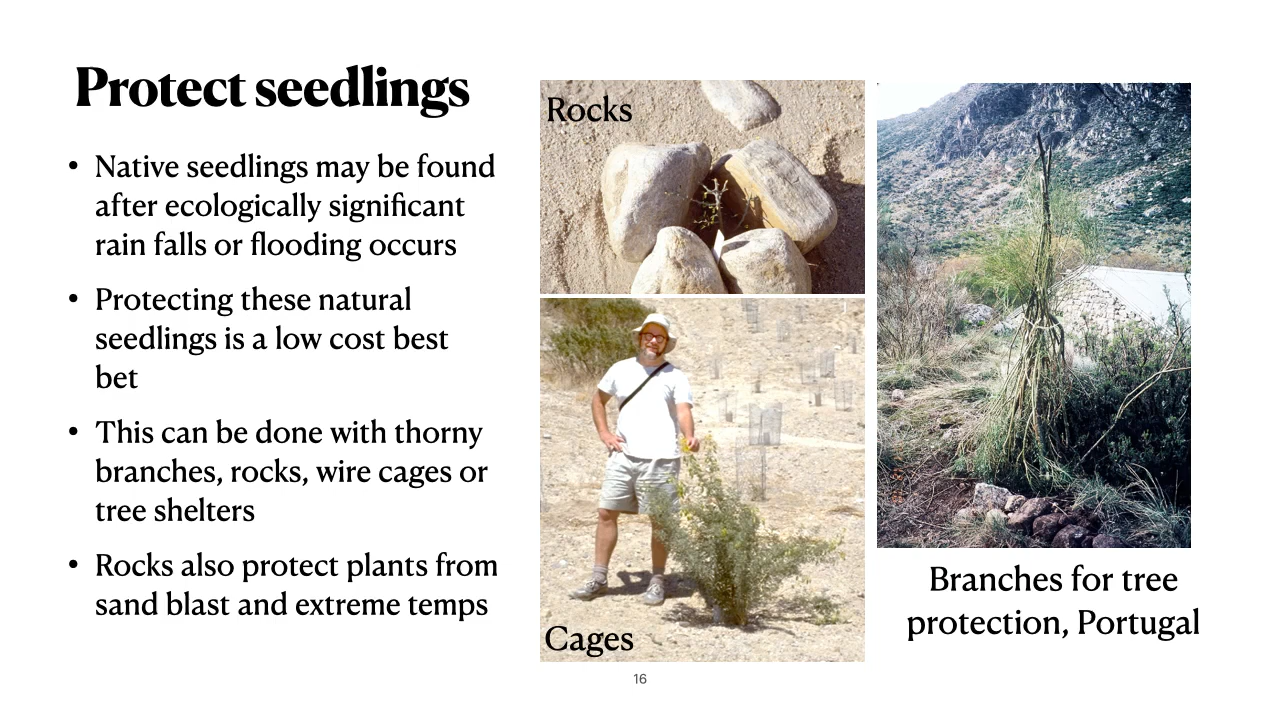 Protect seedlings
• Native seedlings may be found
after ecologically significant
rain falls or flooding occurs
• Protecting these natural
seedlings is a low cost best
bet
• This can be done with thorny
branches, rocks, wire cages or
tree shelters
• Rocks also protect plants from
sand blast and extreme temps
Rocks
Cages
Branches for tree
protection, Portugal
16